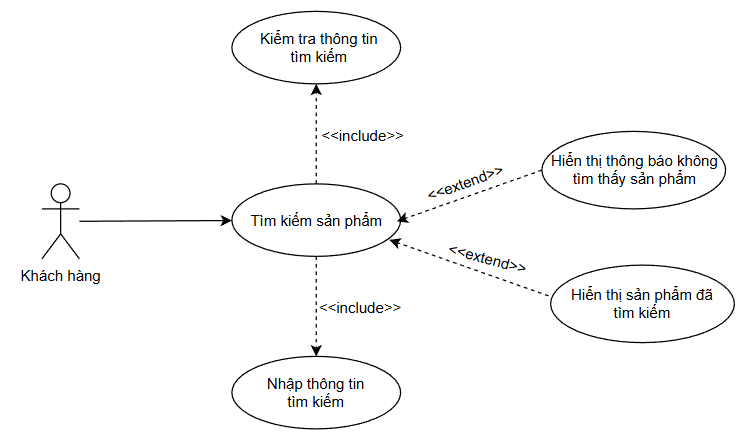 Kiểm tra thông tin
tìm kiếm
<<include>>
Hiển thị thông báo không
tìm thấy sản phẩm
<<extend>>
Tìm kiếm sản phẩm
Khách hàng
<<extend>>
Hiển thị sản phẩm đã
tìm kiếm
<<include>>
Nhập thông tin
tìm kiếm